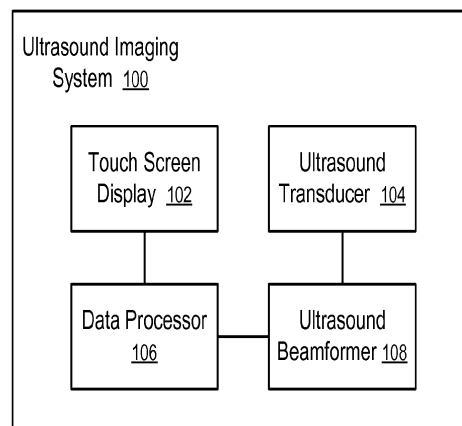 Ultrasound Imaging
System 100
Touch Screen
Display 102
Ultrasound
Transducer 104
Data Processor
106
Ultrasound
Beamformer 108